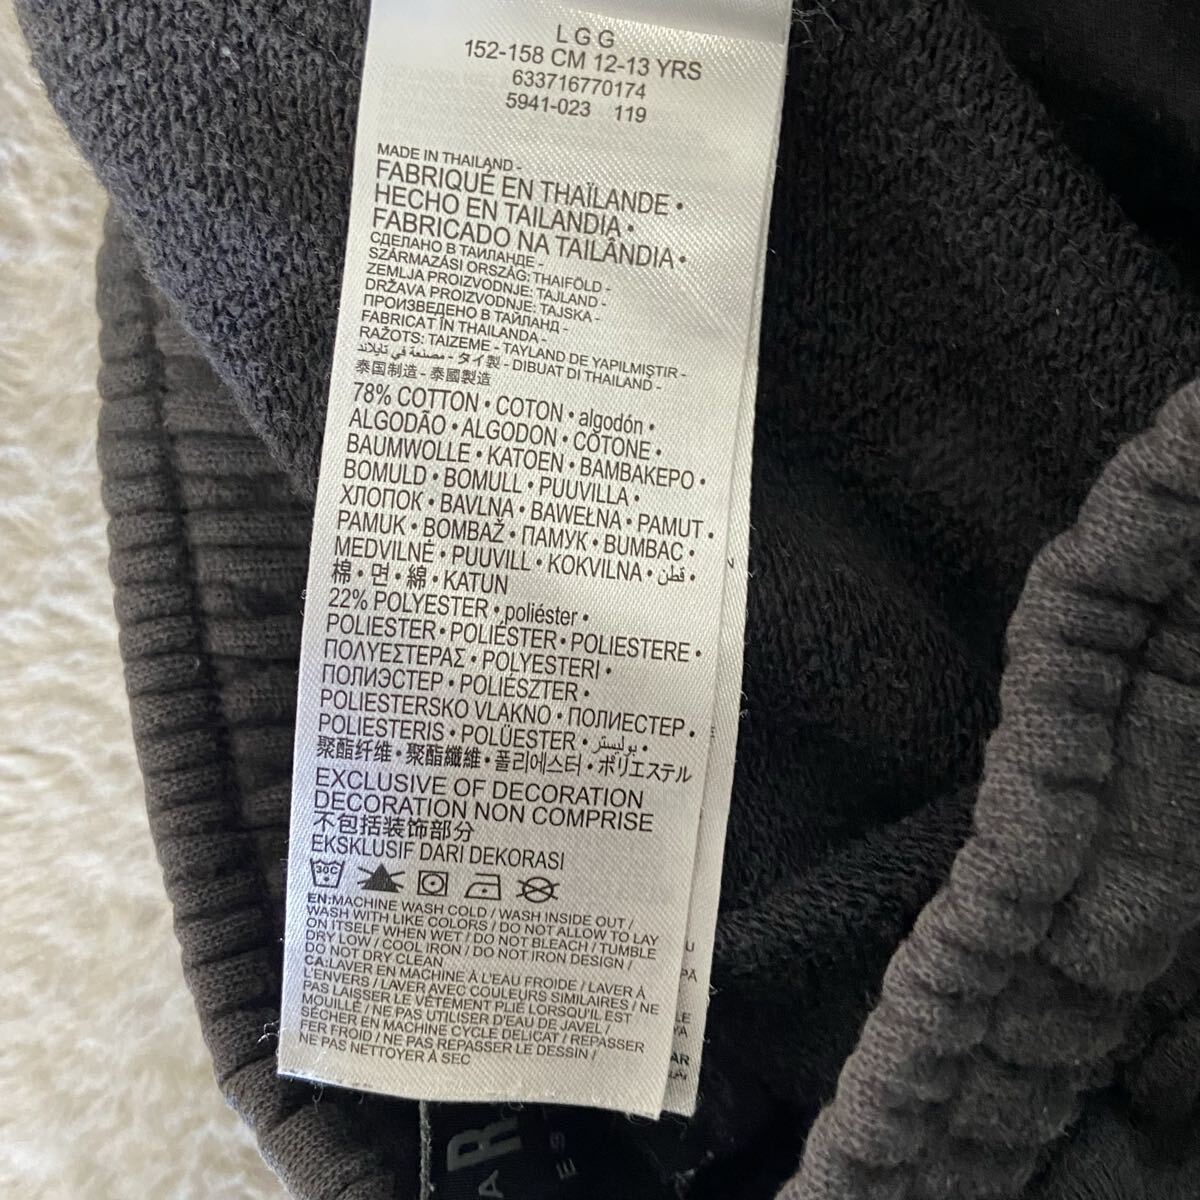 LGG
152-158 CM 12-13 YRS
633716770174
5941-023 119
MADE IN THAILAND -
FABRIQUÉ EN THAÏLANDE •
HECHO EN TAILANDIA •
FABRICADO NA TAILÂNDIA •
СДЕЛАНО В ТАИЛАНДЕ -
SZÁRMAZÁSI ORSZÁG: THAIFÖLD -
ZEMLJA PROIZVODNJE: TAJLAND -
DRŽAVA PROIZVODNJE: TAJSKA -
ПРОИЗВЕДЕНО В ТАЙЛАНД -
FABRICAT ÎN THAILANDA -
RAŽOTS: TAIZEME - TAYLAND DE YAPILMIŞTIR -
مصنعة في تايلاند - タイ製 - DIBUAT DI THAILAND -
泰国制造 - 泰國製造
78% COTTON • COTON • algodón •
ALGODÃO • ALGODON • COTONE •
BAUMWOLLE • KATOEN • ΒΑΜΒΑΚΕΡΟ •
BOMULD • BOMULL • PUUVILLA •
ХЛОПОК • BAVLNA • BAWEŁNA • PAMUT •
PAMUK • BOMBAŽ • ПАМУК • BUMBAC •
MEDVILNĖ • PUUVILL • KOKVILNA • قطن •
棉 • 면 • 綿 • KATUN
22% POLYESTER • poliéster •
POLIESTER • POLIÉSTER • POLIESTERE •
ΠΟΛΥΕΣΤΕΡΑΣ • POLYESTERI •
ПОЛИЭСТЕР • POLIÉSZTER •
POLIESTERSKO VLAKNO • ПОЛИЕСТЕР •
POLIESTERIS • POLÜESTER • بوليستر •
聚酯纤维 • 聚酯纖維 • 폴리에스터 • ポリエステル
EXCLUSIVE OF DECORATION
DECORATION NON COMPRISE
不包括装饰部分
EKSKLUSIF DARI DEKORASI
30C
EN:MACHINE WASH COLD / WASH INSIDE OUT /
WASH WITH LIKE COLORS / DO NOT ALLOW TO LAY
ON ITSELF WHEN WET / DO NOT BLEACH / TUMBLE
DRY LOW / COOL IRON / DO NOT IRON DESIGN /
DO NOT DRY CLEAN
CA:LAVER EN MACHINE À L'EAU FROIDE / LAVER À
L'ENVERS / LAVER AVEC COULEURS SIMILAIRES / NE
PAS LAISSER LE VÊTEMENT PLIÉ LORSQU'IL EST
MOUILLÉ / NE PAS UTILISER D'EAU DE JAVEL /
SÉCHER EN MACHINE CYCLE DELICAT / REPASSER
FER FROID / NE PAS REPASSER LE DESSIN /
NE PAS NETTOYER À SEC